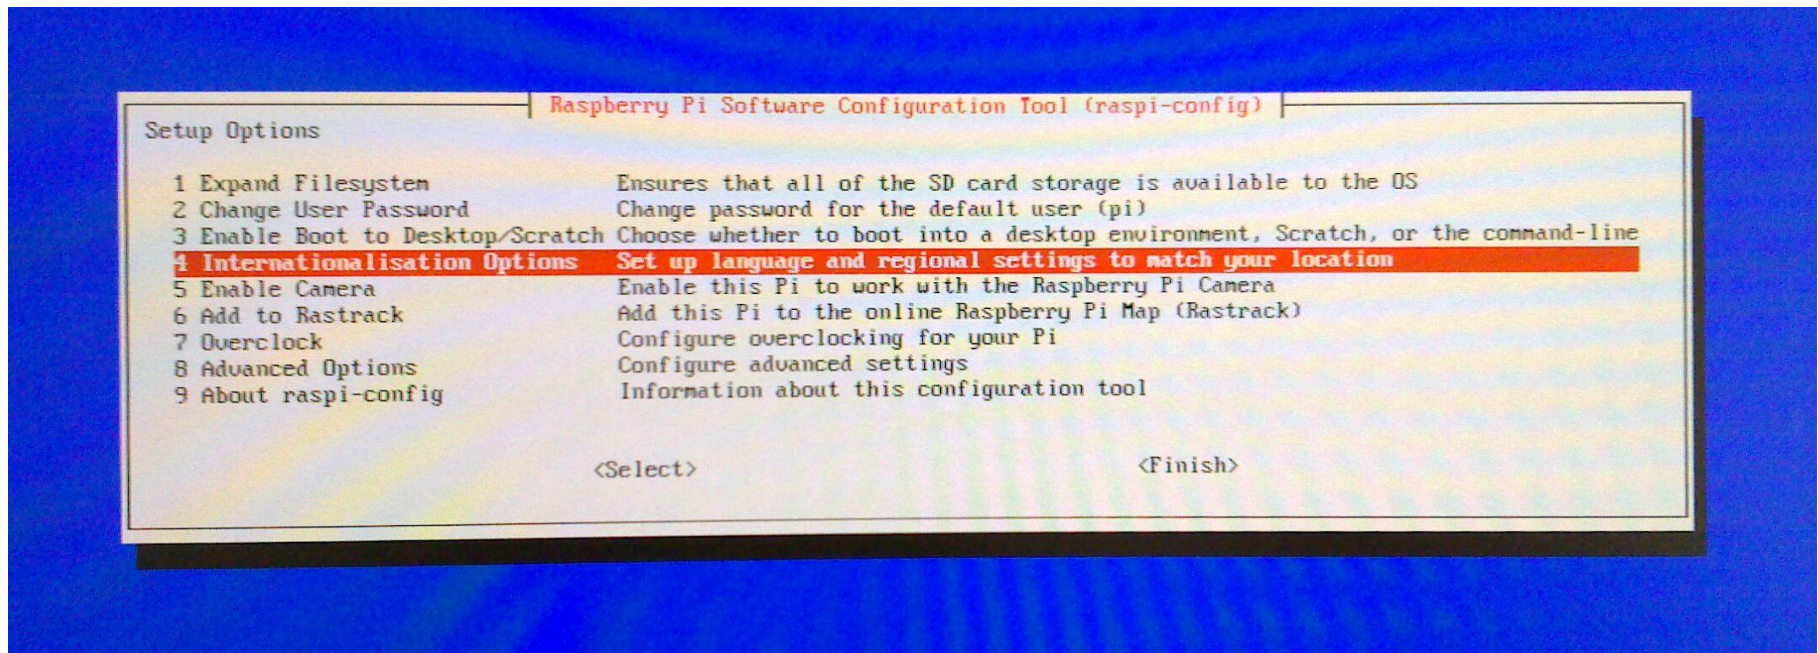 Raspberry Pi Software Configuration Tool (raspi-config)
Setup Options
1 Expand Filesystem Ensures that all of the SD card storage is available to the OS
2 Change User Password Change password for the default user (pi)
3 Enable Boot to Desktop/Scratch Choose whether to boot into a desktop environment, Scratch, or the command-line
4 Internationalisation Options Set up language and regional settings to match your location
5 Enable Camera Enable this Pi to work with the Raspberry Pi Camera
6 Add to Rastrack Add this Pi to the online Raspberry Pi Map (Rastrack)
7 Overclock Configure overclocking for your Pi
8 Advanced Options Configure advanced settings
9 About raspi-config Information about this configuration tool
<Select> <Finish>